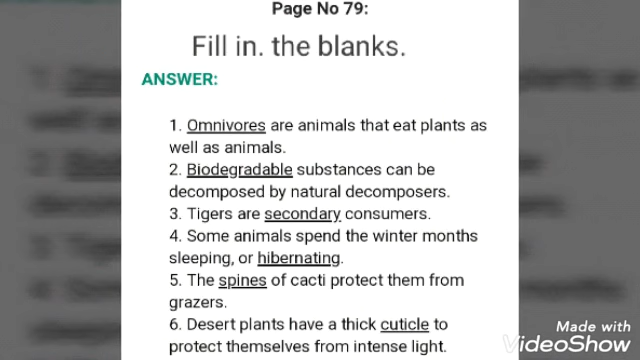 Page No 79:
Fill in. the blanks.
ANSWER:
1. Omnivores are animals that eat plants as
well as animals.
2. Biodegradable substances can be
decomposed by natural decomposers.
3. Tigers are secondary consumers.
4. Some animals spend the winter months
sleeping, or hibernating.
5. The spines of cacti protect them from
grazers.
6. Desert plants have a thick cuticle to
protect themselves from intense light.
Made with
VideoShow